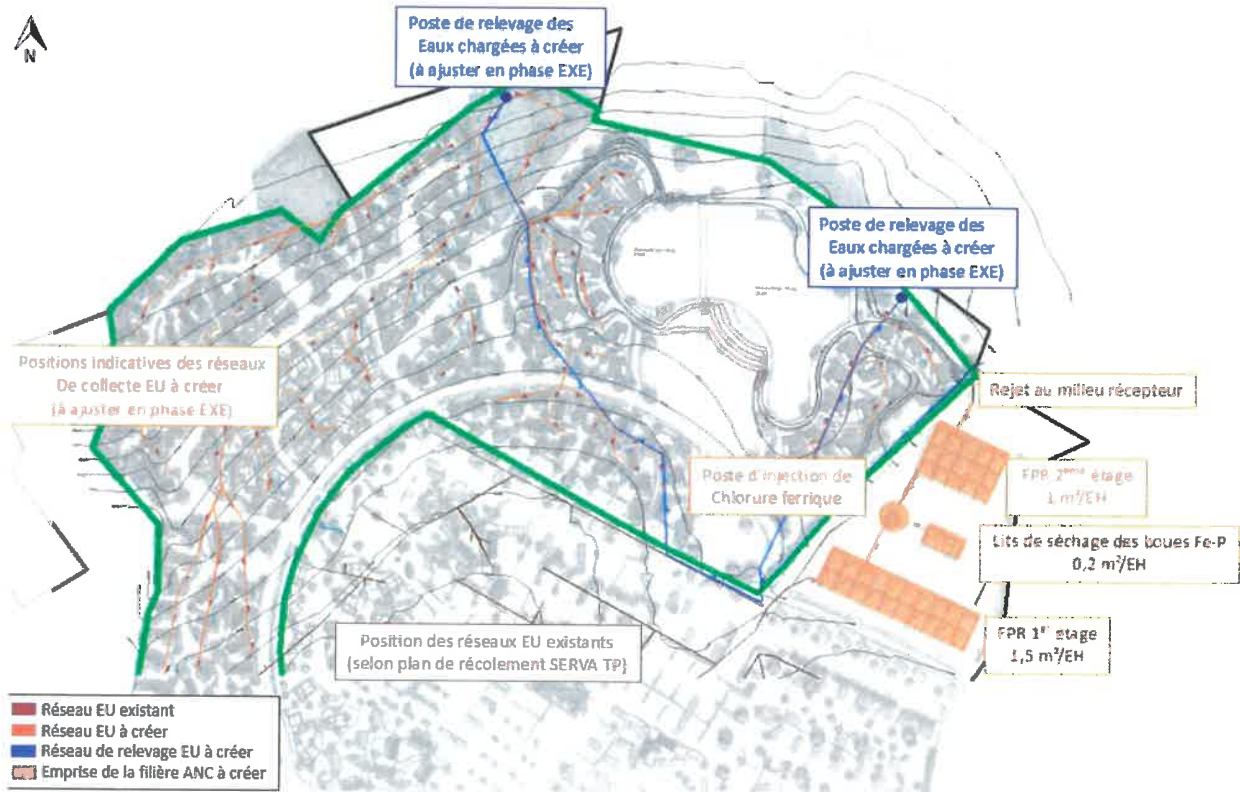 N
Poste de relevage des
Eaux chargées à créer
(à ajuster en phase EXE)
Poste de relevage des
Eaux chargées à créer
(à ajuster en phase EXE)
Positions indicatives des réseaux
De collecte EU à créer
(à ajuster en phase EXE)
Rejet au milieu récepteur
Poste d'injection de
Chlorure ferrique
FPR 2ème étage
1 m²/EH
Lits de séchage des boues Fe-P
0,2 m²/EH
FPR 1er étage
1,5 m²/EH
Position des réseaux EU existants
(selon plan de récolement SERVA TP)
Réseau EU existant
Réseau EU à créer
Réseau de relevage EU à créer
Emprise de la filière ANC à créer